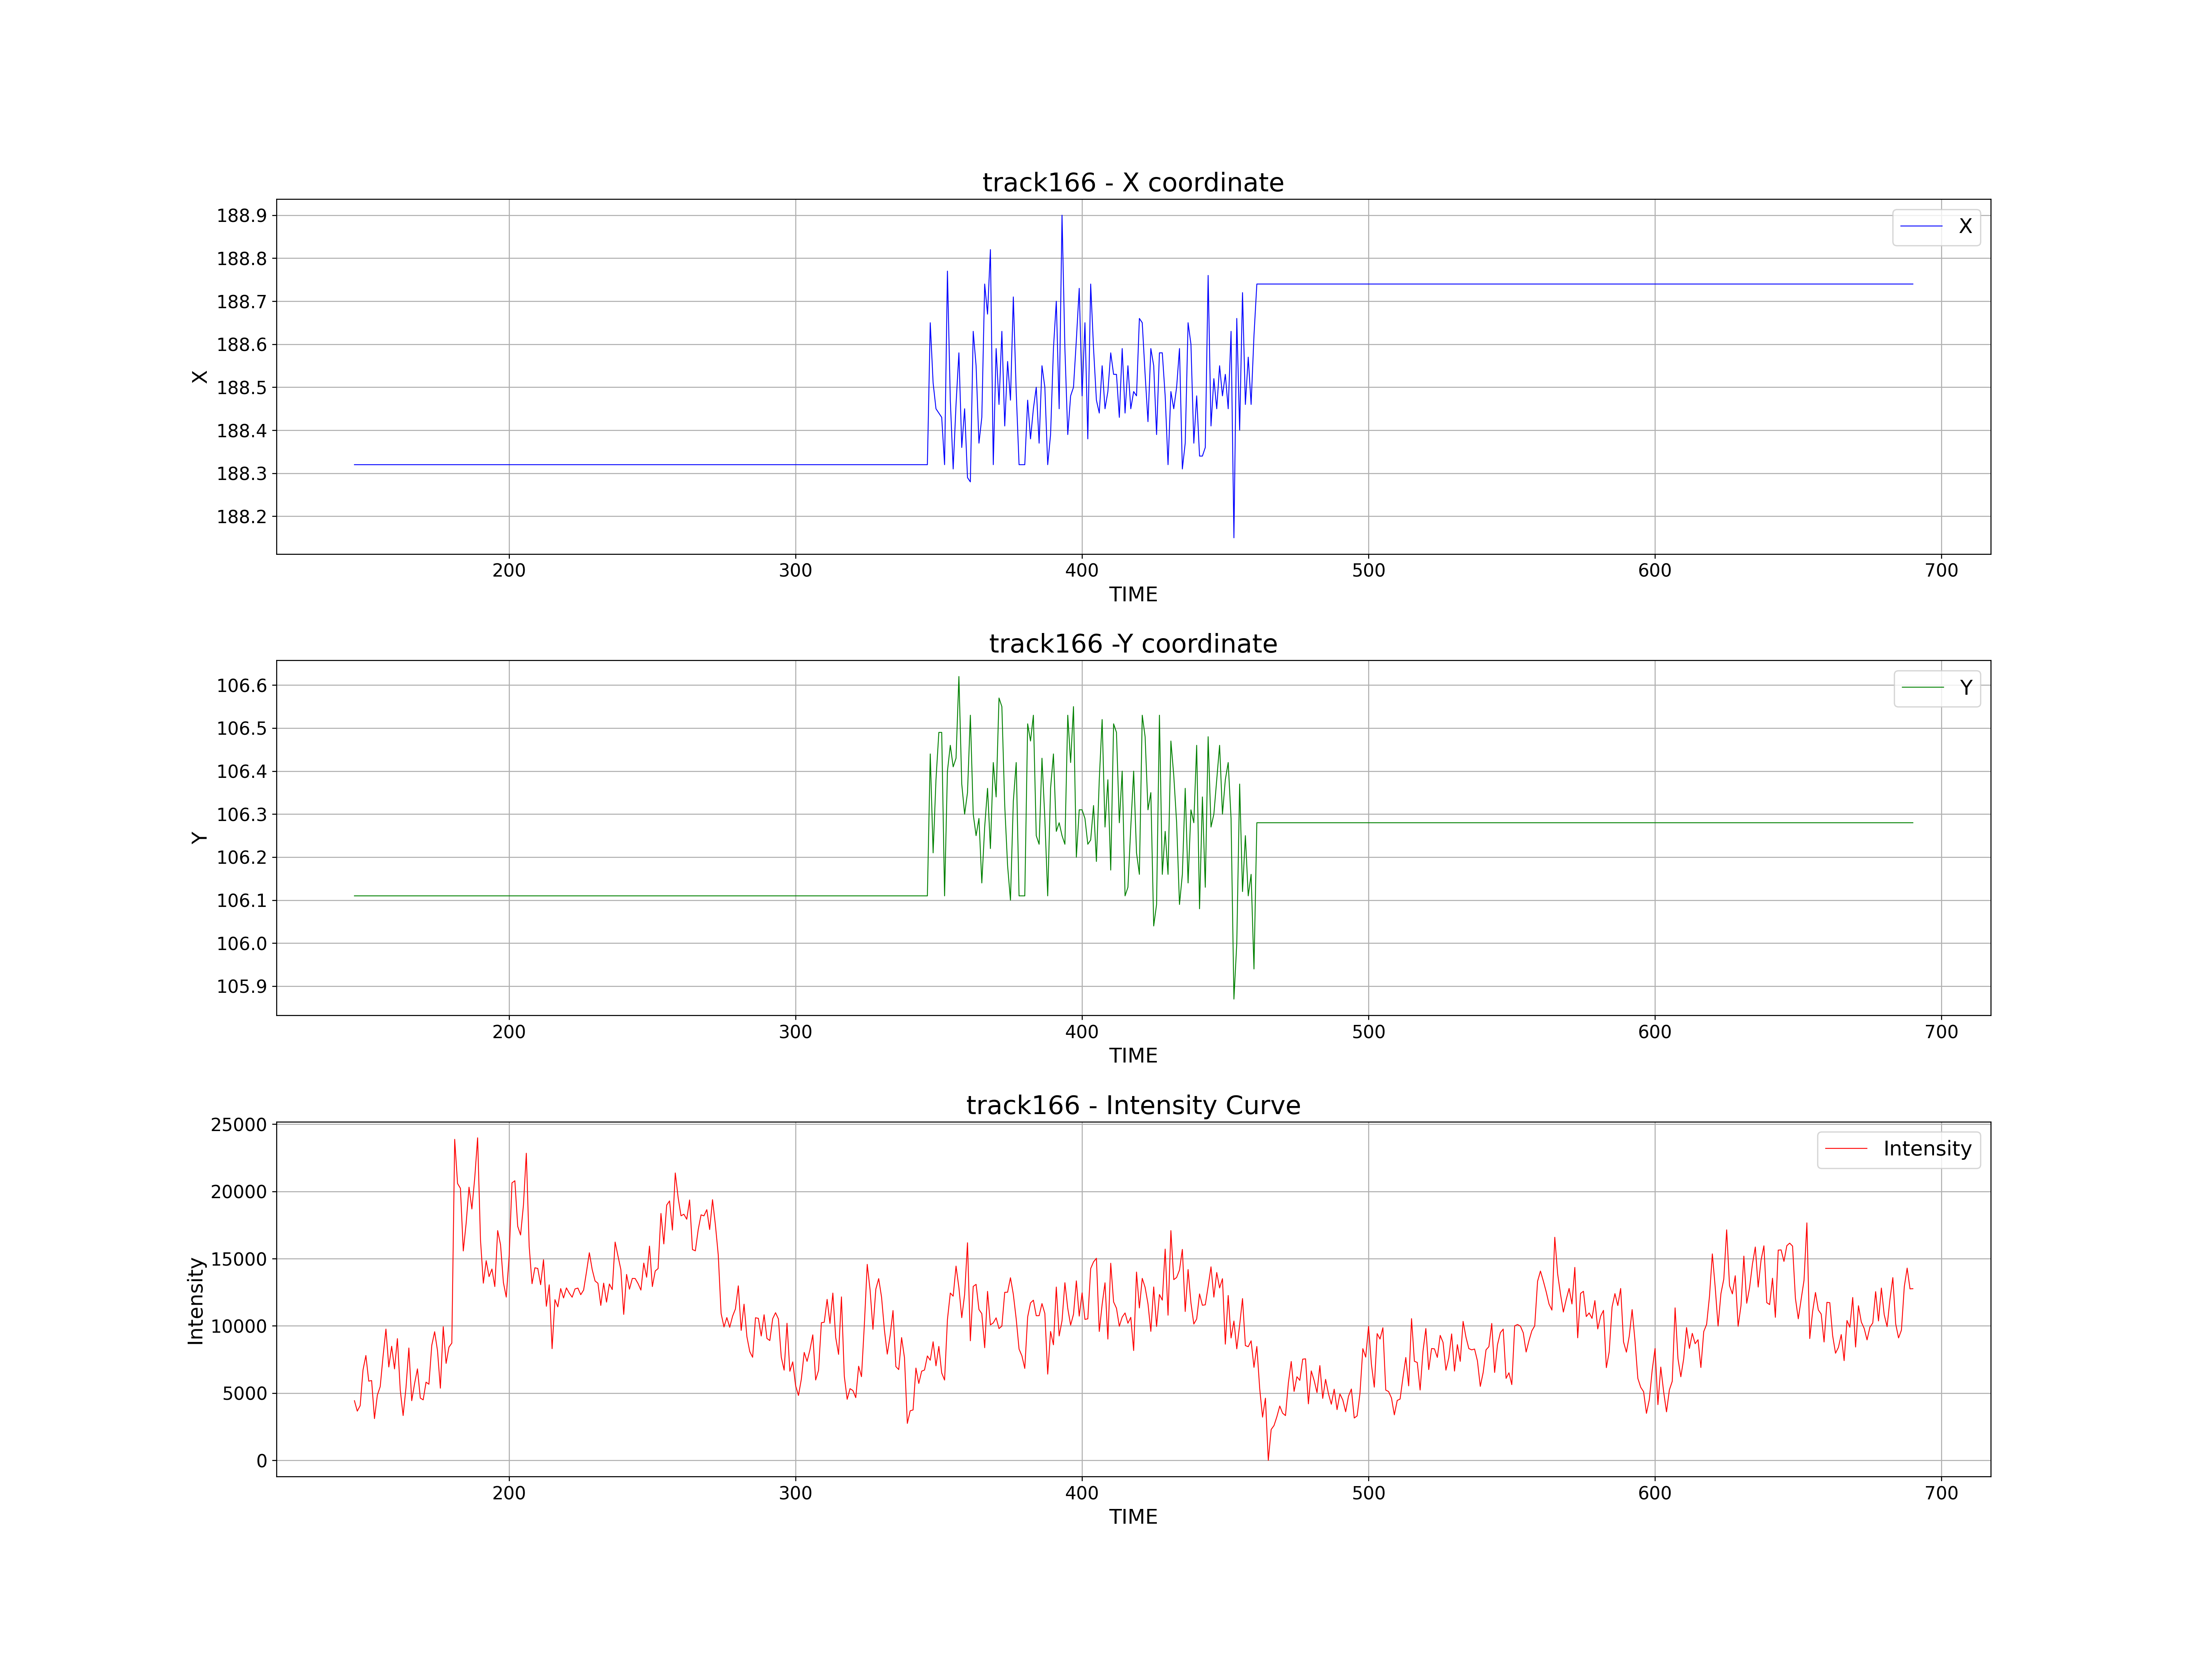 track166 - X coordinate
188.9
188.8
188.7
188.6
188.5
188.4
188.3
188.2
X
X
200 300 400 500 600 700
TIME
track166 -Y coordinate
106.6
106.5
106.4
106.3
106.2
106.1
106.0
105.9
Y
Y
200 300 400 500 600 700
TIME
track166 - Intensity Curve
25000
20000
15000
10000
5000
0
Intensity
Intensity
200 300 400 500 600 700
TIME